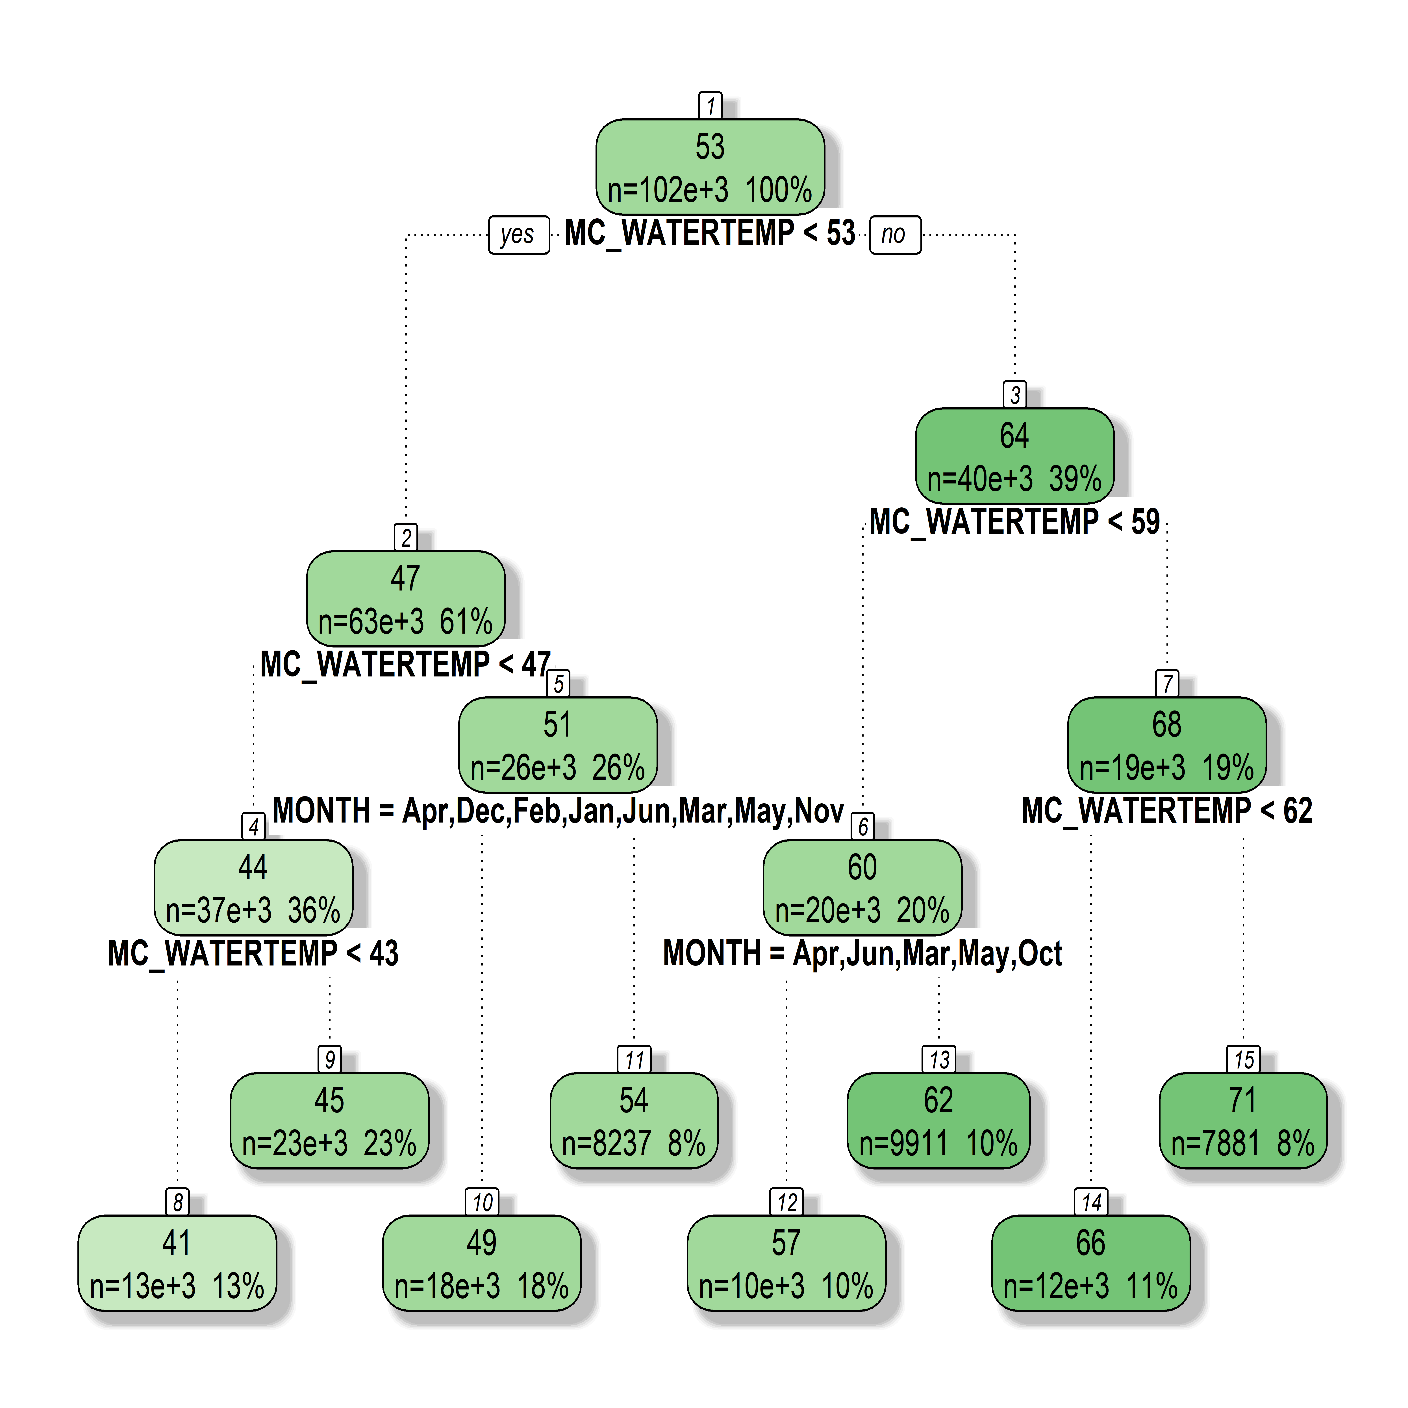 1
53
n=102e+3 100%
yes MC_WATERTEMP < 53 no
3
64
n=40e+3 39%
MC_WATERTEMP < 59
2
47
n=63e+3 61%
MC_WATERTEMP < 47
5
51
n=26e+3 26%
MONTH = Apr,Dec,Feb,Jan,Jun,Mar,May,Nov
7
68
n=19e+3 19%
MC_WATERTEMP < 62
4
44
n=37e+3 36%
MC_WATERTEMP < 43
6
60
n=20e+3 20%
MONTH = Apr,Jun,Mar,May,Oct
9
45
n=23e+3 23%
11
54
n=8237 8%
13
62
n=9911 10%
15
71
n=7881 8%
8
41
n=13e+3 13%
10
49
n=18e+3 18%
12
57
n=10e+3 10%
14
66
n=12e+3 11%